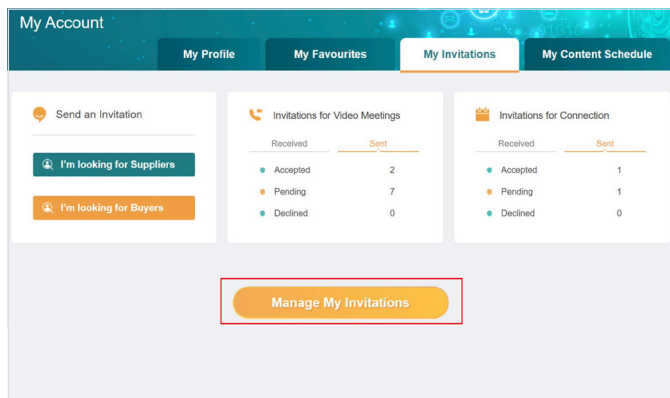 My Account
My Profile
My Favourites
My Invitations
My Content Schedule
Send an Invitation
I'm looking for Suppliers
I'm looking for Buyers
Invitations for Video Meetings
Received Sent
Accepted 2
Pending 7
Declined 0
Invitations for Connection
Received Sent
Accepted 1
Pending 1
Declined 0
Manage My Invitations